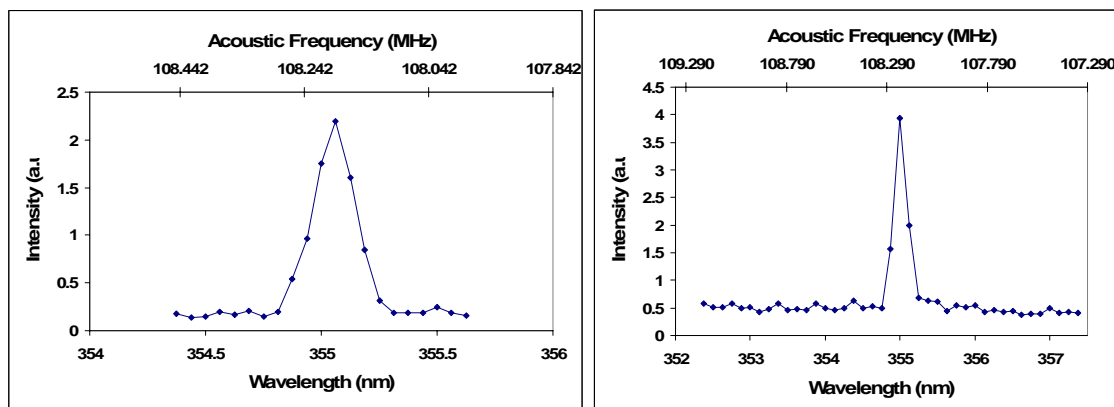 Acoustic Frequency (MHz)
108.442 108.242 108.042 107.842
2.5
2
1.5
1
0.5
0
Intensity (a.u
354 354.5 355 355.5 356
Wavelength (nm)
Acoustic Frequency (MHz)
109.290 108.790 108.290 107.790 107.290
4.5
4
3.5
3
2.5
2
1.5
1
0.5
0
Intensity (a.u
352 353 354 355 356 357
Wavelength (nm)